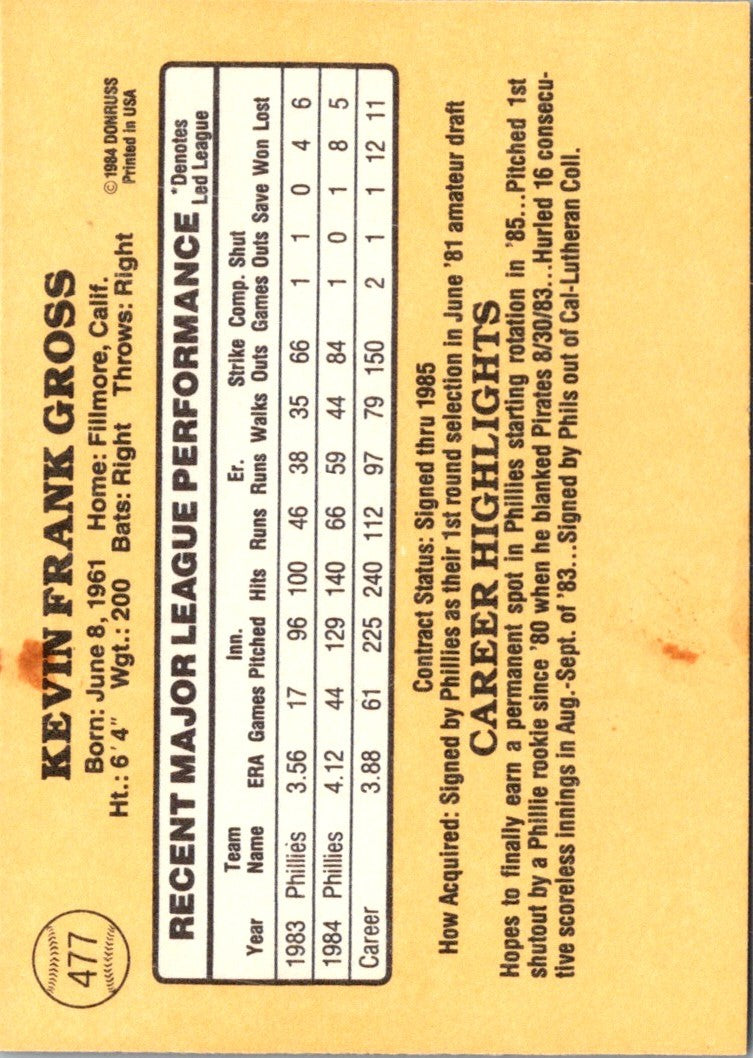 477
KEVIN FRANK GROSS
© 1984 DONRUSS
Printed in USA
Born: June 8, 1961 Home: Fillmore, Calif.
Ht.: 6'4" Wgt.: 200 Bats: Right Throws: Right
RECENT MAJOR LEAGUE PERFORMANCE *Denotes
Led League
Team Inn. Er. Strike Comp. Shut
Year Name ERA Games Pitched Hits Runs Runs Walks Outs Games Outs Save Won Lost
1983 Phillies 3.56 17 96 100 46 38 35 66 1 1 0 4 6
1984 Phillies 4.12 44 129 140 66 59 44 84 1 0 1 8 5
Career 3.88 61 225 240 112 97 79 150 2 1 1 12 11
Contract Status: Signed thru 1985
How Acquired: Signed by Phillies as their 1st round selection in June '81 amateur draft
CAREER HIGHLIGHTS
Hopes to finally earn a permanent spot in Phillies starting rotation in '85...Pitched 1st
shutout by a Phillie rookie since '80 when he blanked Pirates 8/30/83...Hurled 16 consecu-
tive scoreless innings in Aug.-Sept. of '83...Signed by Phils out of Cal-Lutheran Coll.